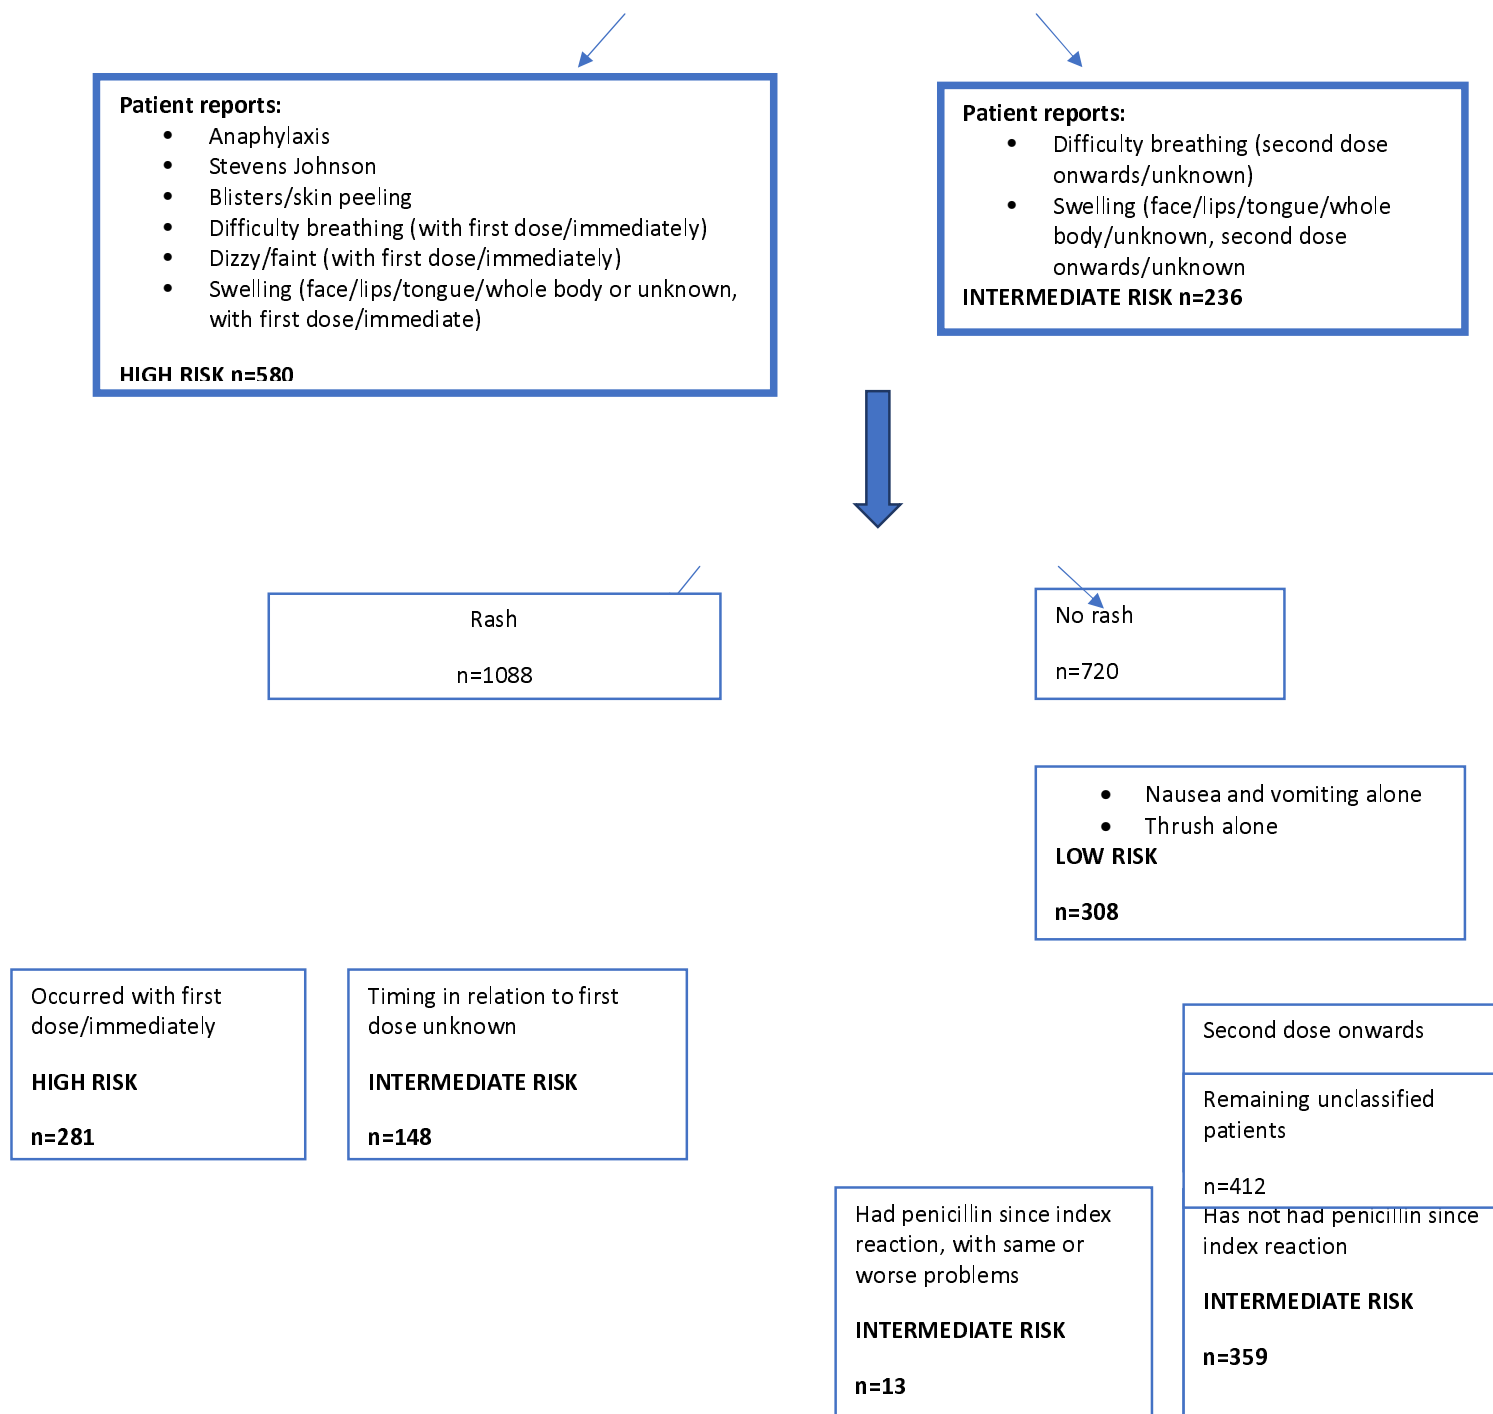 Patient reports:
• Anaphylaxis
• Stevens Johnson
• Blisters/skin peeling
• Difficulty breathing (with first dose/immediately)
• Dizzy/faint (with first dose/immediately)
• Swelling (face/lips/tongue/whole body or unknown,
with first dose/immediate)
HIGH RISK n=580
Patient reports:
• Difficulty breathing (second dose
onwards/unknown)
• Swelling (face/lips/tongue/whole
body/unknown, second dose
onwards/unknown
INTERMEDIATE RISK n=236
Rash
n=1088
No rash
n=720
• Nausea and vomiting alone
• Thrush alone
LOW RISK
n=308
Occurred with first
dose/immediately
HIGH RISK
n=281
Timing in relation to first
dose unknown
INTERMEDIATE RISK
n=148
Second dose onwards
Remaining unclassified
patients
n=412
Had penicillin since index
reaction, with same or
worse problems
INTERMEDIATE RISK
n=13
Has not had penicillin since
index reaction
INTERMEDIATE RISK
n=359